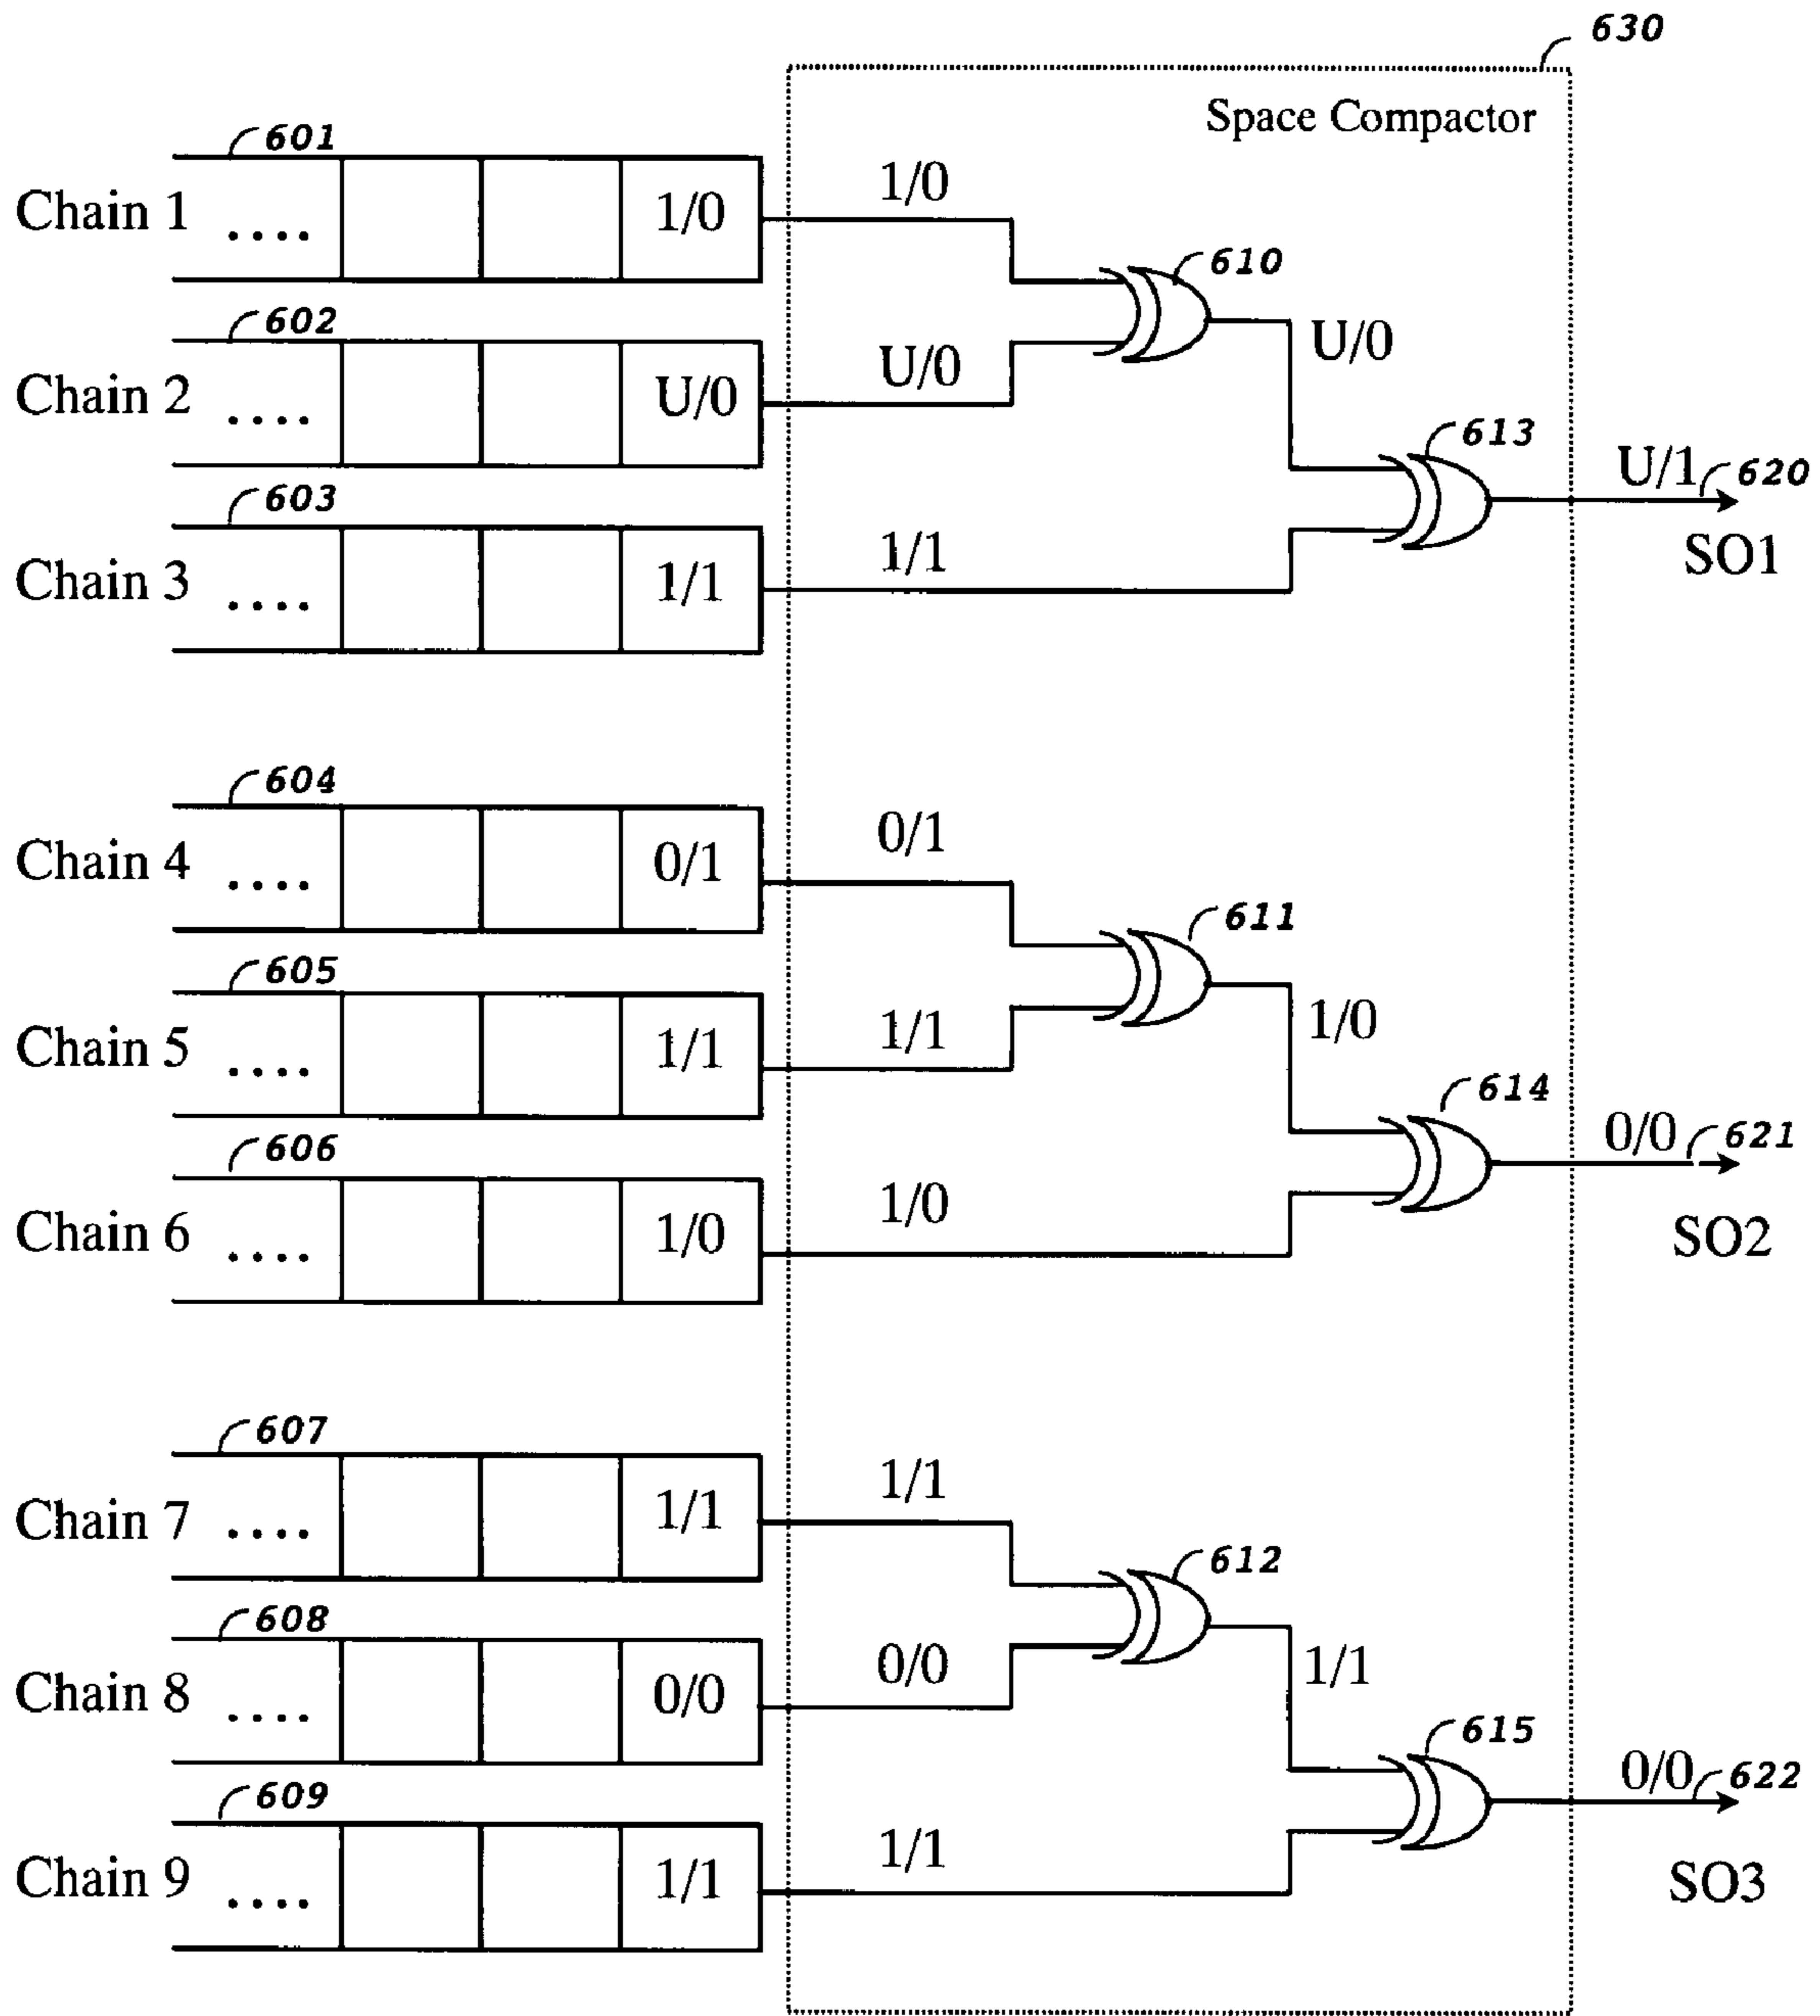 630
Space Compactor
601
Chain 1 .... 1/0 1/0
610
602
Chain 2 .... U/0 U/0
U/0
613
603
Chain 3 .... 1/1 1/1
U/1 620
SO1
604
Chain 4 .... 0/1 0/1
611
605
Chain 5 .... 1/1 1/1
1/0
614
606
Chain 6 .... 1/0 1/0
0/0 621
SO2
607
Chain 7 .... 1/1 1/1
612
608
Chain 8 .... 0/0 0/0
1/1
615
609
Chain 9 .... 1/1 1/1
0/0 622
SO3